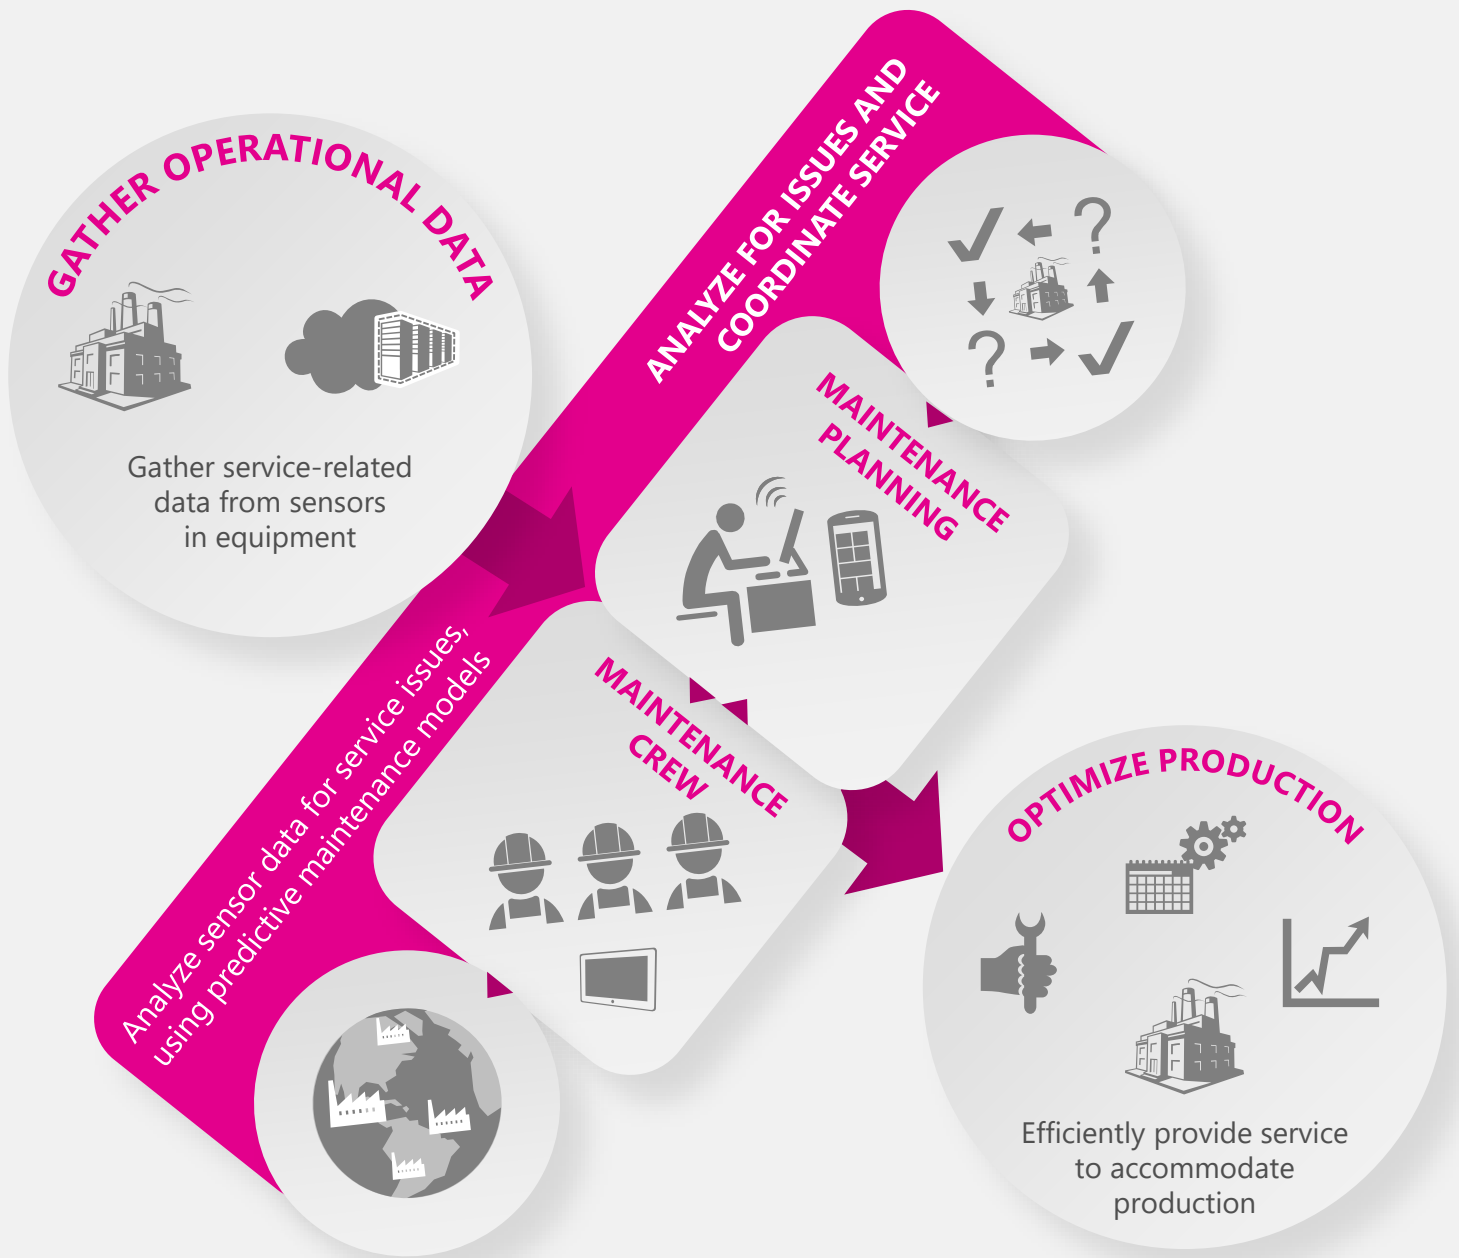 GATHER OPERATIONAL DATA
Gather service-related
data from sensors
in equipment
ANALYZE FOR ISSUES AND
COORDINATE SERVICE
Analyze sensor data for service issues,
using predictive maintenance models
MAINTENANCE
PLANNING
MAINTENANCE
CREW
OPTIMIZE PRODUCTION
Efficiently provide service
to accommodate
production